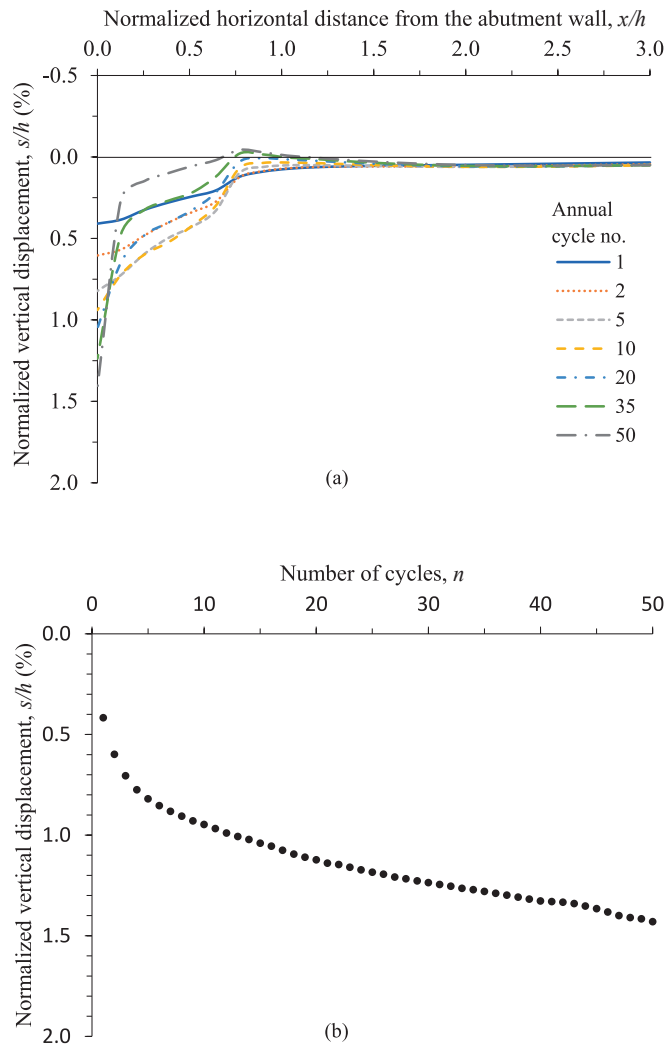 Normalized horizontal distance from the abutment wall, x/h
0.0 0.5 1.0 1.5 2.0 2.5 3.0
Normalized vertical displacement, s/h (%)
-0.5
0.0
0.5
1.0
1.5
2.0
Annual
cycle no.
1
2
5
10
20
35
50
(a)
Number of cycles, n
0 10 20 30 40 50
Normalized vertical displacement, s/h (%)
0.0
0.5
1.0
1.5
2.0
(b)